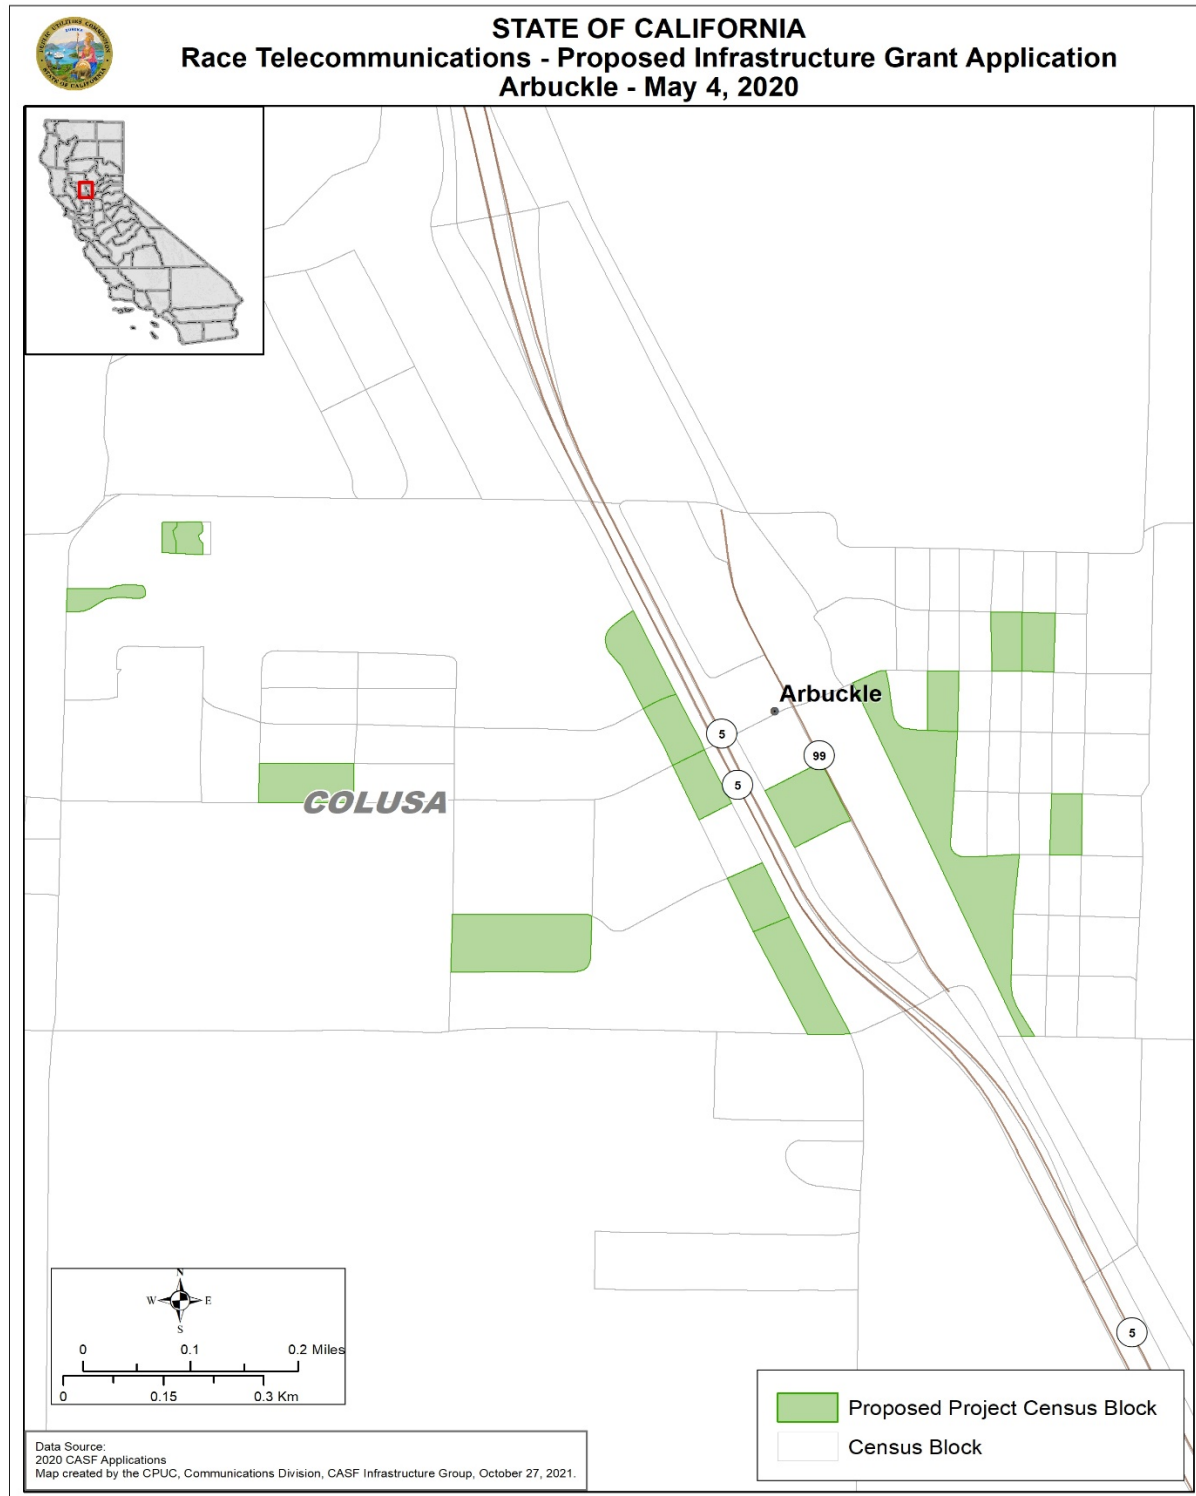 STATE OF CALIFORNIA
Race Telecommunications - Proposed Infrastructure Grant Application
Arbuckle - May 4, 2020
Arbuckle
5
99
5
COLUSA
N
W E
S
0 0.1 0.2 Miles
0 0.15 0.3 Km
5
Proposed Project Census Block
Census Block
Data Source:
2020 CASF Applications
Map created by the CPUC, Communications Division, CASF Infrastructure Group, October 27, 2021.